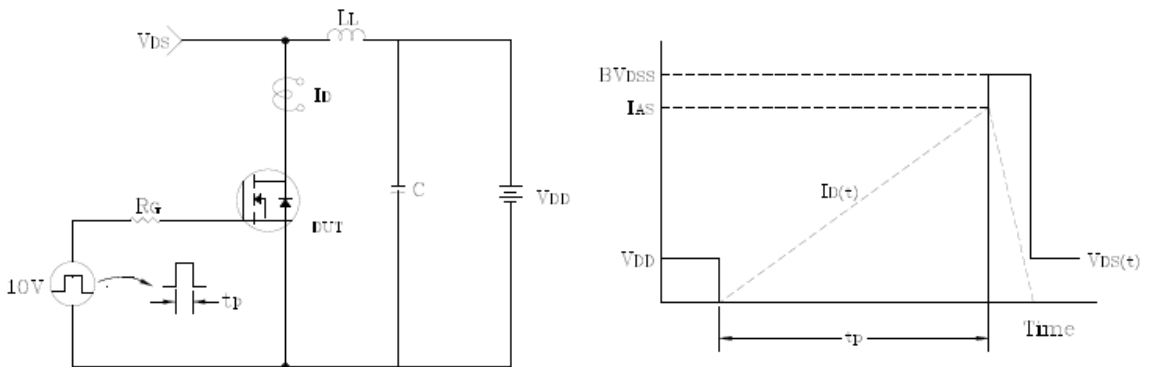 LL
VDS
ID
RG
DUT
C
VDD
10V
tp
BVDSS
IAS
ID(t)
VDD
VDS(t)
Time
tp